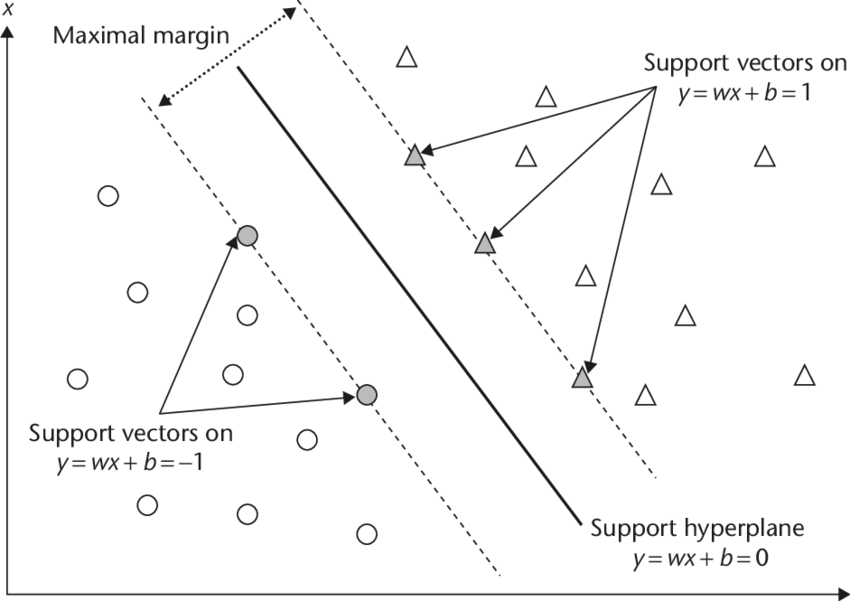 x
Maximal margin
Support vectors on
y = wx + b = 1
Support vectors on
y = wx + b = –1
Support hyperplane
y = wx + b = 0